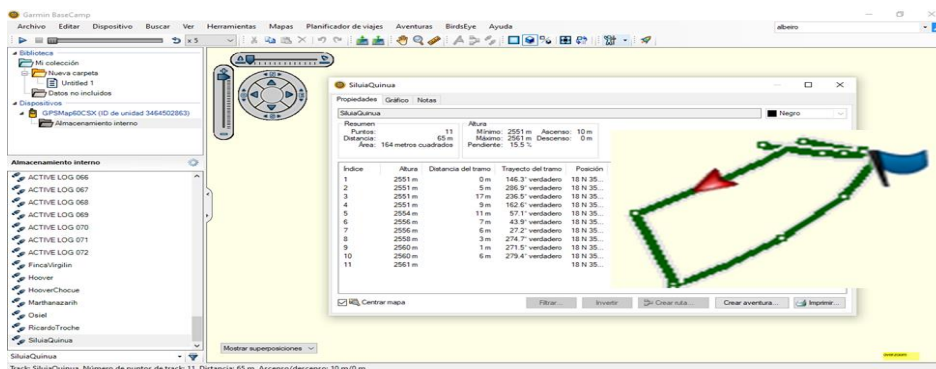 Garmin BaseCamp
Archivo Editar Dispositivo Buscar Ver Herramientas Mapas Planificador de viajes Aventuras BirdsEye Ayuda
x 5
albeiro
Biblioteca
Mi colección
Nueva carpeta
Untitled 1
Datos no incluidos
Dispositivos
GPSMap60CSX (ID de unidad 3464502863)
Almacenamiento interno
Almacenamiento interno
ACTIVE LOG 066
ACTIVE LOG 067
ACTIVE LOG 068
ACTIVE LOG 069
ACTIVE LOG 070
ACTIVE LOG 071
ACTIVE LOG 072
FincaVirgilin
Hoover
HooverChocue
Marthanazarih
Osiel
RicardoTroche
SiluiaQuinua
SiluiaQuinua
Track: SiluiaQuinua, Número de puntos de track: 11, Distancia: 65 m, Ascenso/descenso: 10 m/0 m
SiluiaQuinua
Propiedades Gráfico Notas
SiluiaQuinua
Negro
Resumen
Puntos: 11
Distancia: 65 m
Área: 164 metros cuadrados
Altura
Mínimo: 2551 m Ascenso: 10 m
Máximo: 2561 m Descenso: 0 m
Pendiente: 15.5 %
Índice Altura Distancia del tramo Trayecto del tramo Posición
1 2551 m 0 m 146.3° verdadero 18 N 35...
2 2551 m 5 m 286.9° verdadero 18 N 35...
3 2551 m 17 m 236.5° verdadero 18 N 35...
4 2551 m 9 m 162.6° verdadero 18 N 35...
5 2554 m 11 m 57.1° verdadero 18 N 35...
6 2556 m 7 m 43.9° verdadero 18 N 35...
7 2556 m 6 m 27.2° verdadero 18 N 35...
8 2558 m 3 m 274.7° verdadero 18 N 35...
9 2560 m 1 m 271.5° verdadero 18 N 35...
10 2560 m 6 m 279.4° verdadero 18 N 35...
11 2561 m 18 N 35...
Centrar mapa
Filtrar... Invertir Crear ruta... Crear aventura... Imprimir...
Mostrar superposiciones